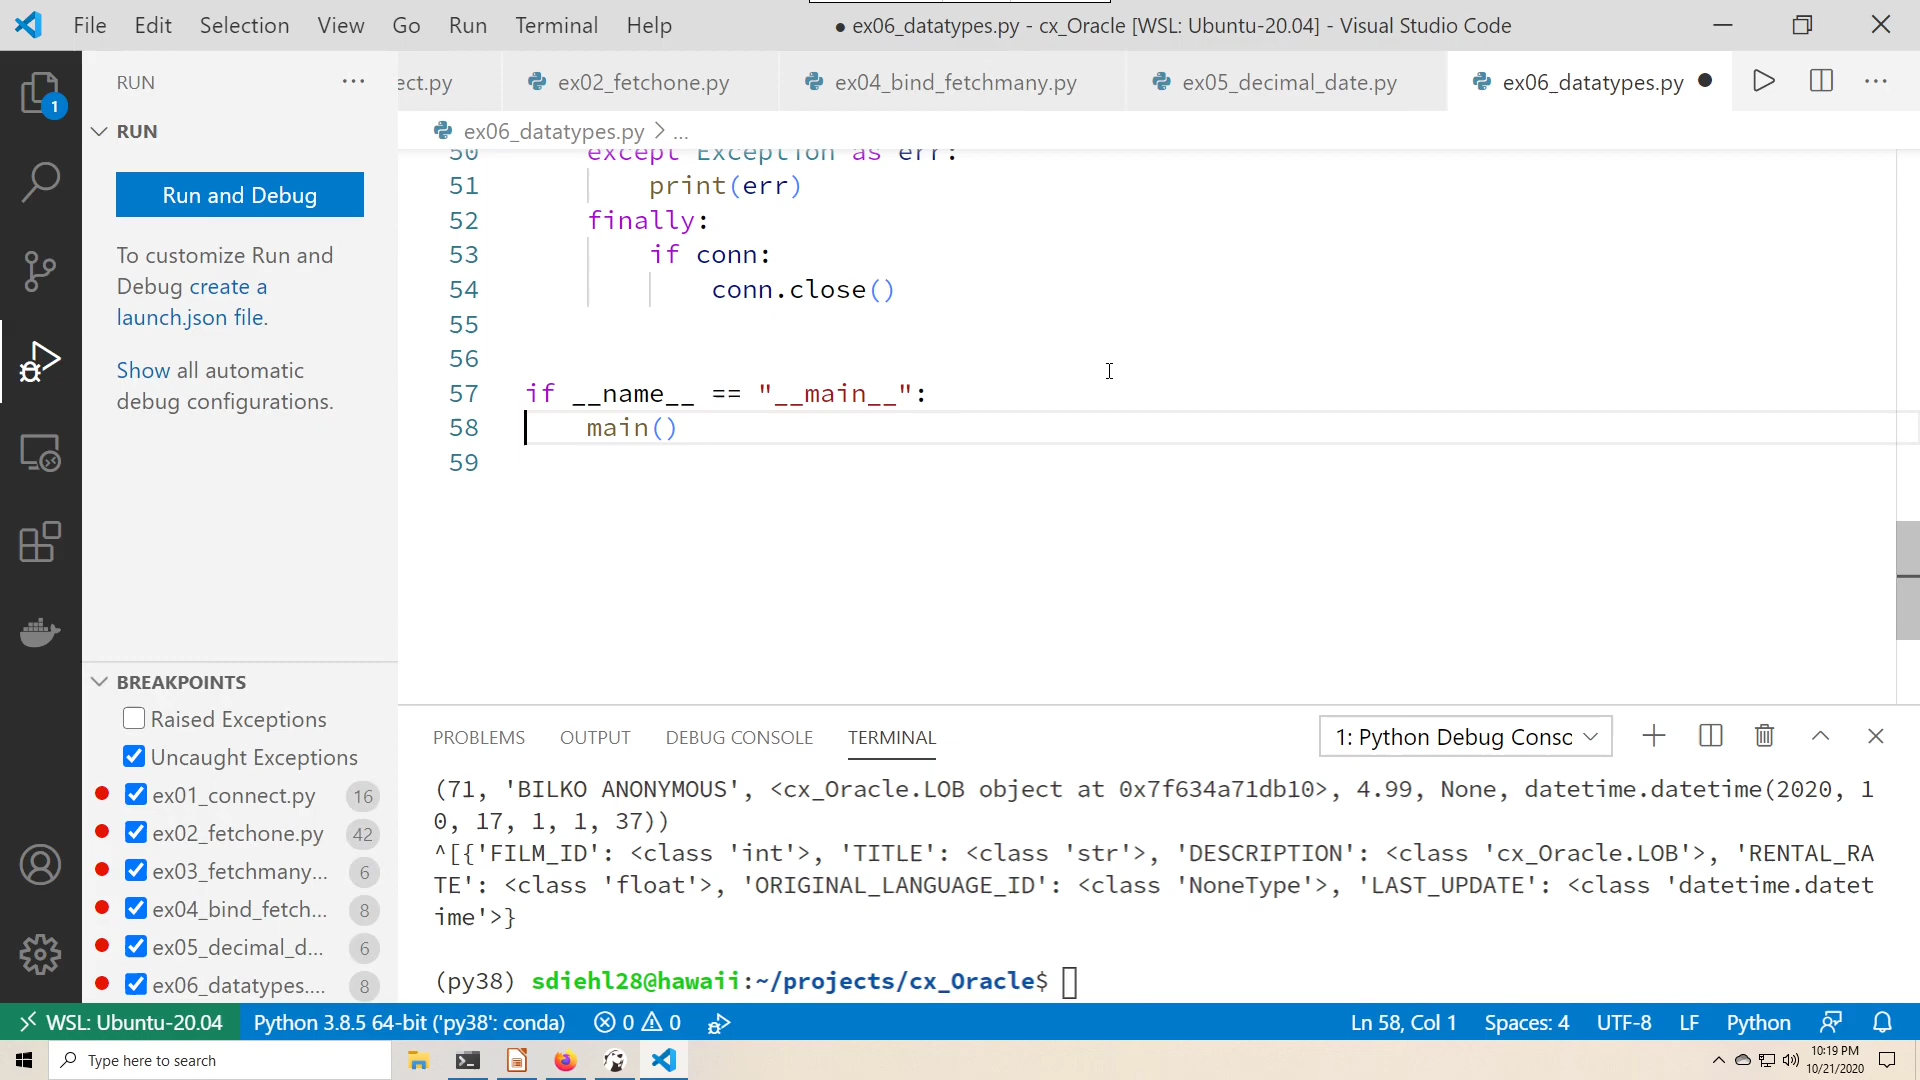 File Edit Selection View Go Run Terminal Help
● ex06_datatypes.py - cx_Oracle [WSL: Ubuntu-20.04] - Visual Studio Code
1
RUN ...
ect.py ex02_fetchone.py ex04_bind_fetchmany.py ex05_decimal_date.py ex06_datatypes.py ● ...
RUN
ex06_datatypes.py > ...
Run and Debug
To customize Run and
Debug create a
launch.json file.
Show all automatic
debug configurations.
50 except Exception as err:
51 print(err)
52 finally:
53 if conn:
54 conn.close()
55
56
57 if __name__ == "__main__":
58 main()
59
BREAKPOINTS
Raised Exceptions
Uncaught Exceptions
ex01_connect.py 16
ex02_fetchone.py 42
ex03_fetchmany... 6
ex04_bind_fetch... 8
ex05_decimal_d... 6
ex06_datatypes.... 8
PROBLEMS OUTPUT DEBUG CONSOLE TERMINAL 1: Python Debug Consc
(71, 'BILKO ANONYMOUS', <cx_Oracle.LOB object at 0x7f634a71db10>, 4.99, None, datetime.datetime(2020, 1
0, 17, 1, 1, 37))
^[{'FILM_ID': <class 'int'>, 'TITLE': <class 'str'>, 'DESCRIPTION': <class 'cx_Oracle.LOB'>, 'RENTAL_RA
TE': <class 'float'>, 'ORIGINAL_LANGUAGE_ID': <class 'NoneType'>, 'LAST_UPDATE': <class 'datetime.datet
ime'>}
(py38) sdiehl28@hawaii:~/projects/cx_Oracle$
WSL: Ubuntu-20.04 Python 3.8.5 64-bit ('py38': conda) 0 0 Ln 58, Col 1 Spaces: 4 UTF-8 LF Python
Type here to search
10:19 PM
10/21/2020